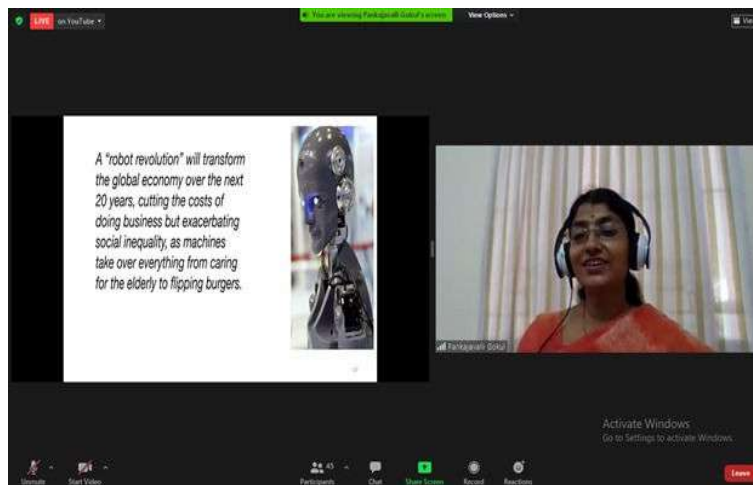 LIVE on YouTube
You are viewing Pankajavalli Gokul's screen
View Options
View
A "robot revolution" will transform
the global economy over the next
20 years, cutting the costs of
doing business but exacerbating
social inequality, as machines
take over everything from caring
for the elderly to flipping burgers.
Pankajavalli Gokul
Activate Windows
Go to Settings to activate Windows.
Unmute
Start Video
45
Participants
Chat
Share Screen
Record
Reactions
Leave